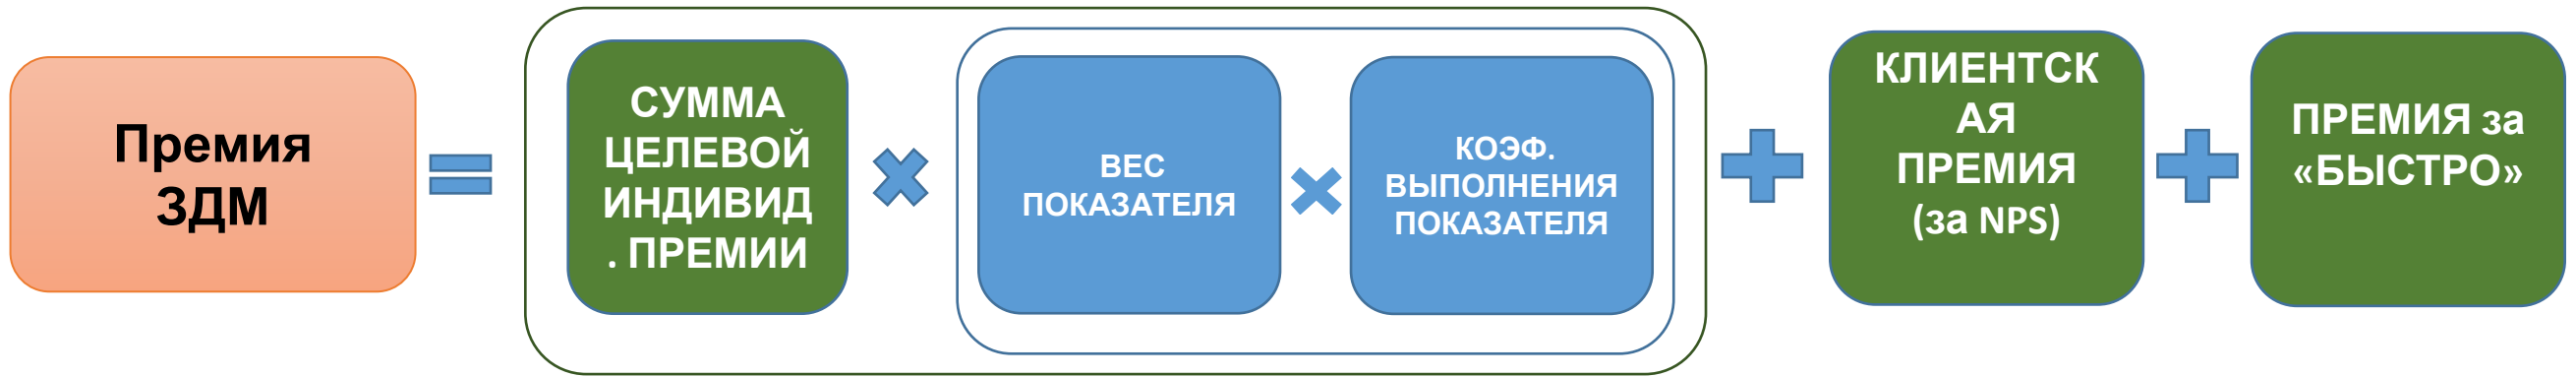 Премия
ЗДМ
СУММА
ЦЕЛЕВОЙ
ИНДИВИД
. ПРЕМИИ
ВЕС
ПОКАЗАТЕЛЯ
КОЭФ.
ВЫПОЛНЕНИЯ
ПОКАЗАТЕЛЯ
КЛИЕНТСК
АЯ
ПРЕМИЯ
(за NPS)
ПРЕМИЯ за
«БЫСТРО»